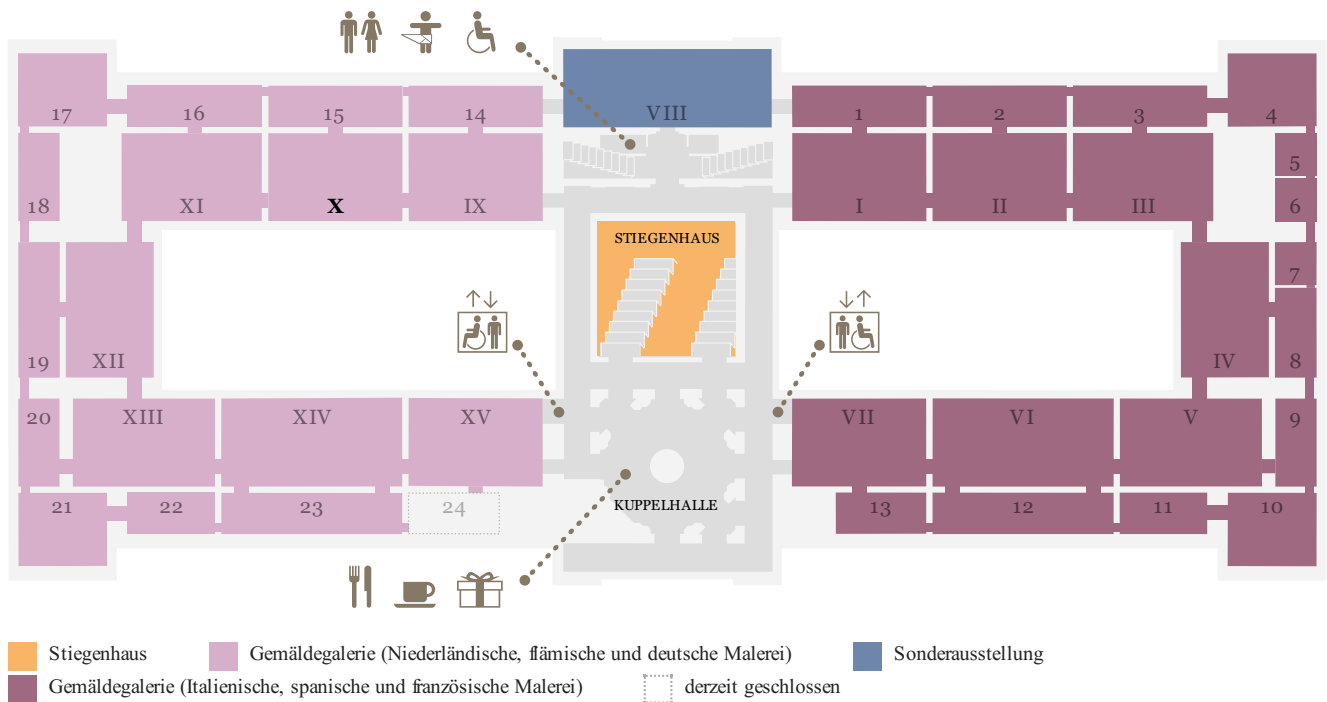 17 16 15 14 VIII 1 2 3 4
5
18 XI X IX I II III 6
STIEGENHAUS
7
19 XII IV 8
20 XIII XIV XV VII VI V 9
21 22 23 24 KUPPELHALLE 13 12 11 10
Stiegenhaus Gemäldegalerie (Niederländische, flämische und deutsche Malerei) Sonderausstellung
Gemäldegalerie (Italienische, spanische und französische Malerei) derzeit geschlossen